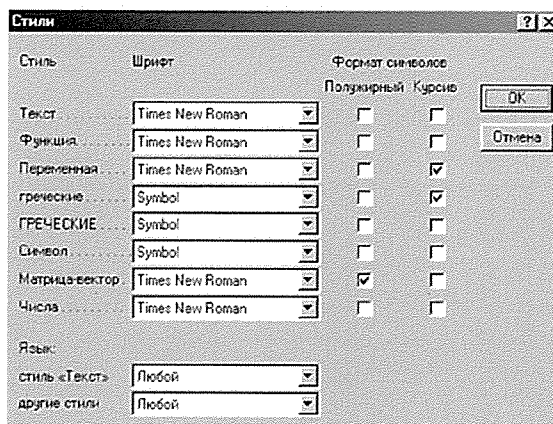 Стили
Стиль Шрифт Формат символов
Полужирный Курсив
Текст Times New Roman
Функция Times New Roman
Переменная Times New Roman
греческие Symbol
ГРЕЧЕСКИЕ Symbol
Символ Symbol
Матрица-вектор Times New Roman
Числа Times New Roman
Язык:
стиль «Текст» Любой
другие стили Любой
OK
Отмена